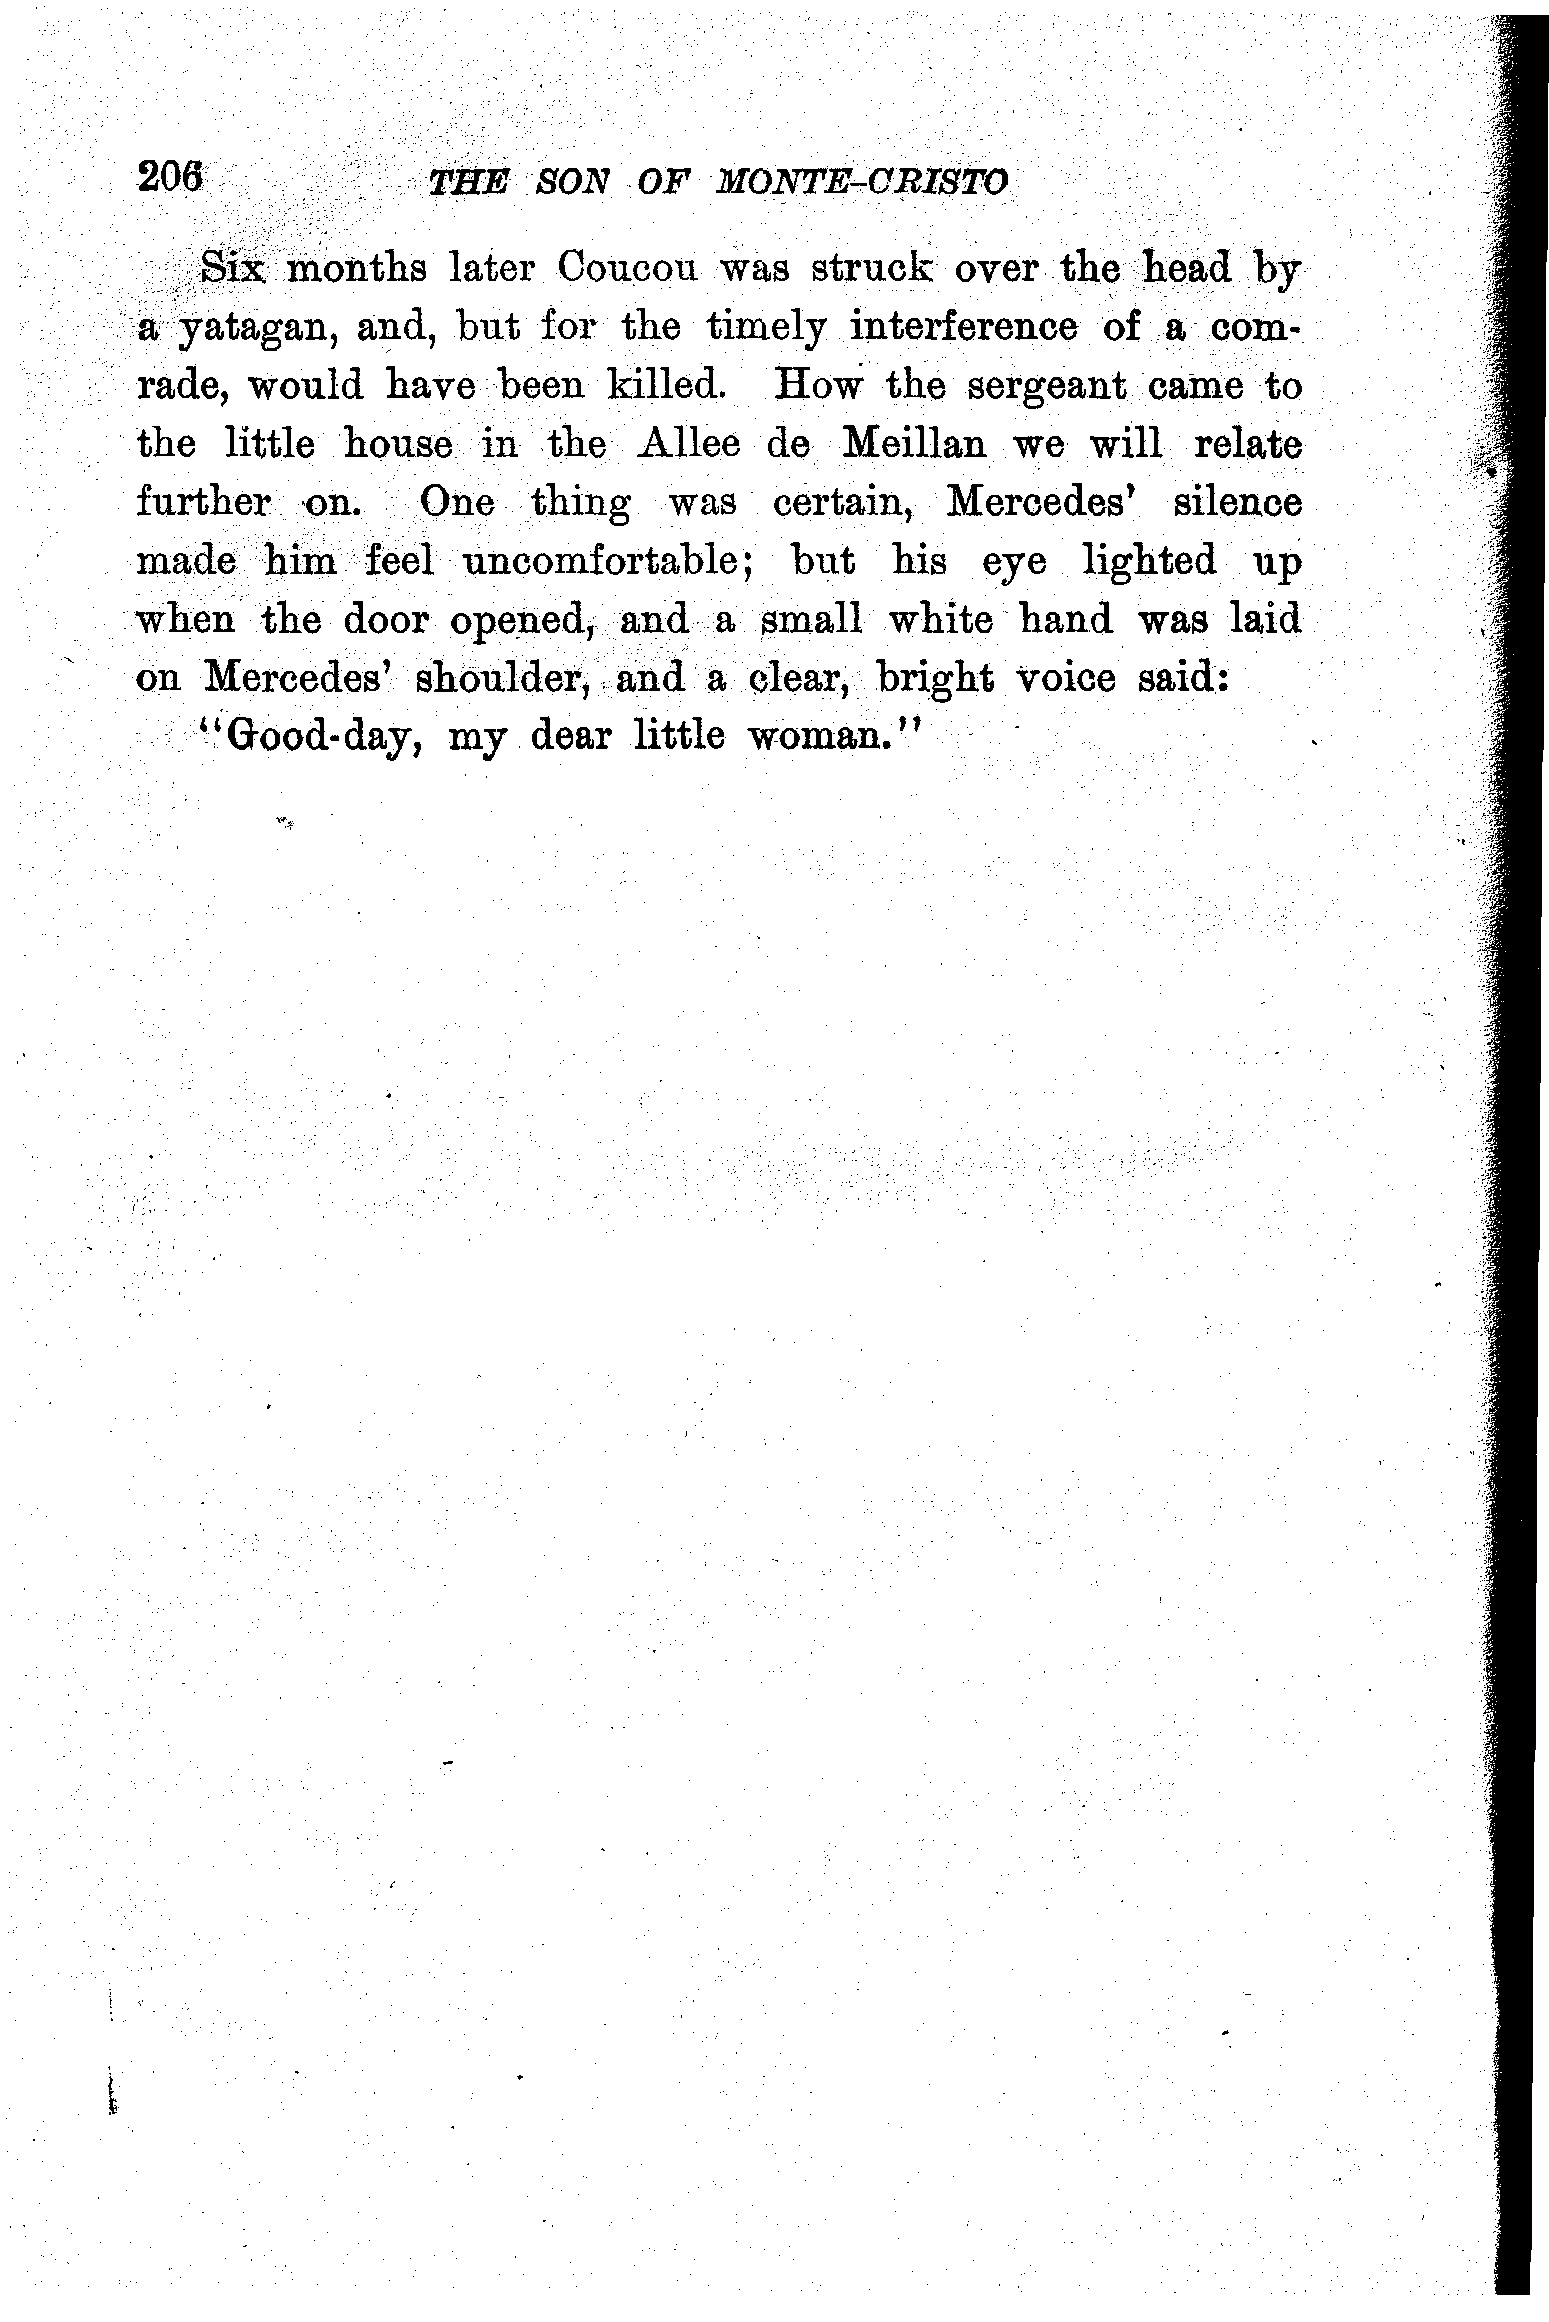 206 THE SON OF MONTE-CRISTO
Six months later Coucou was struck over the head by
a yatagan, and, but for the timely interference of a com-
rade, would have been killed. How the sergeant came to
the little house in the Allee de Meillan we will relate
further on. One thing was certain, Mercedes' silence
made him feel uncomfortable; but his eye lighted up
when the door opened, and a small white hand was laid
on Mercedes' shoulder, and a clear, bright voice said:
"Good-day, my dear little woman."